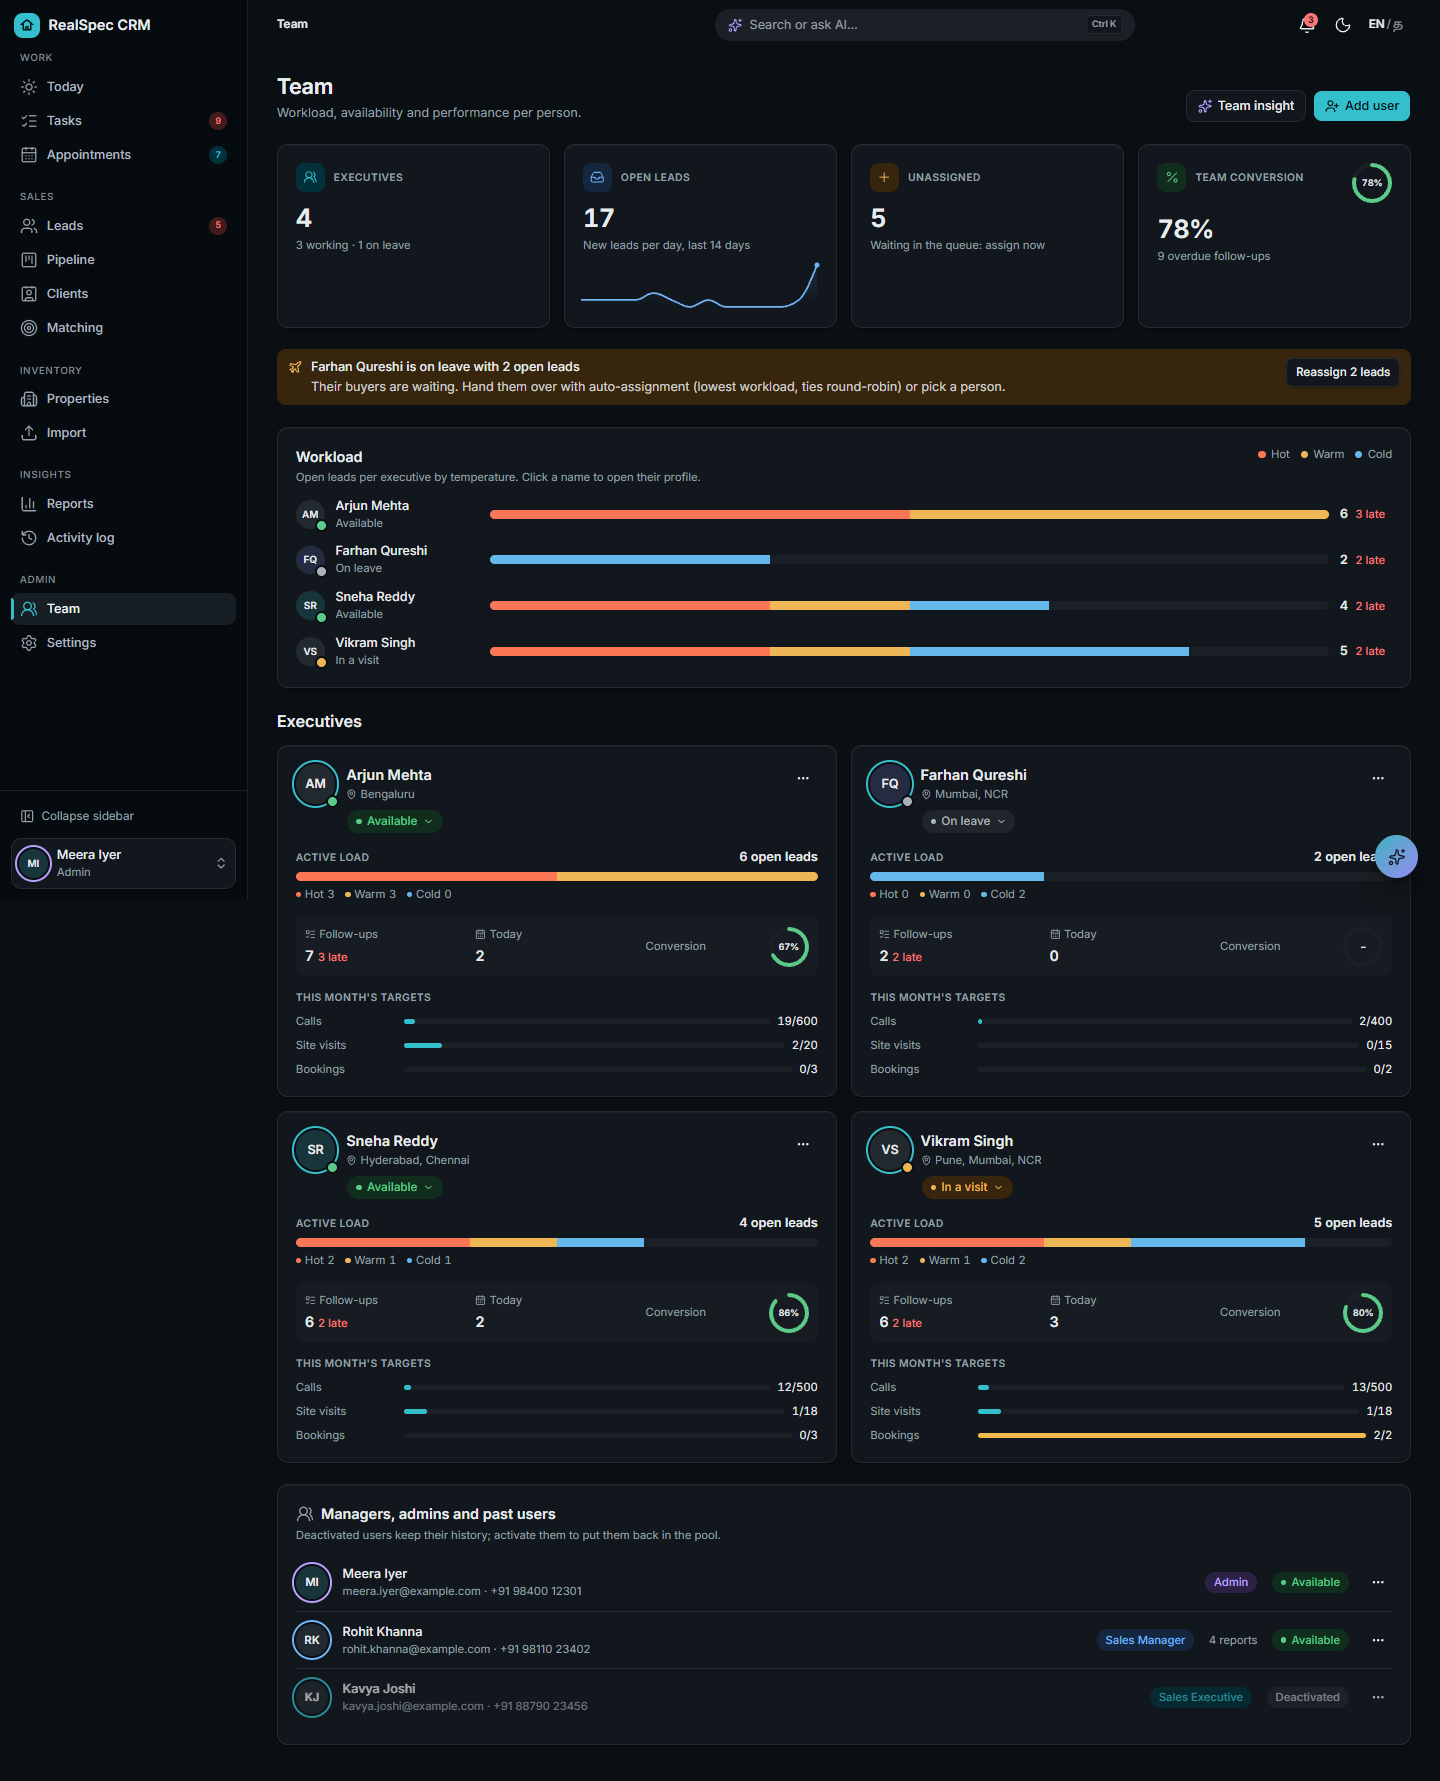 RealSpec CRM
WORK
Today
Tasks 9
Appointments 7
SALES
Leads 5
Pipeline
Clients
Matching
INVENTORY
Properties
Import
INSIGHTS
Reports
Activity log
ADMIN
Team
Settings
Collapse sidebar
MI Meera Iyer
Admin
Team
Search or ask AI... Ctrl K
3
EN / த
Team
Workload, availability and performance per person.
Team insight
Add user
EXECUTIVES
4
3 working · 1 on leave
OPEN LEADS
17
New leads per day, last 14 days
UNASSIGNED
5
Waiting in the queue: assign now
TEAM CONVERSION 78%
78%
9 overdue follow-ups
Farhan Qureshi is on leave with 2 open leads
Their buyers are waiting. Hand them over with auto-assignment (lowest workload, ties round-robin) or pick a person.
Reassign 2 leads
Workload
Open leads per executive by temperature. Click a name to open their profile.
Hot Warm Cold
AM Arjun Mehta
Available
6 3 late
FQ Farhan Qureshi
On leave
2 2 late
SR Sneha Reddy
Available
4 2 late
VS Vikram Singh
In a visit
5 2 late
Executives
AM Arjun Mehta
Bengaluru
Available
ACTIVE LOAD 6 open leads
Hot 3 Warm 3 Cold 0
Follow-ups Today Conversion 67%
7 3 late 2
THIS MONTH'S TARGETS
Calls 19/600
Site visits 2/20
Bookings 0/3
FQ Farhan Qureshi
Mumbai, NCR
On leave
ACTIVE LOAD 2 open lea
Hot 0 Warm 0 Cold 2
Follow-ups Today Conversion -
2 2 late 0
THIS MONTH'S TARGETS
Calls 2/400
Site visits 0/15
Bookings 0/2
SR Sneha Reddy
Hyderabad, Chennai
Available
ACTIVE LOAD 4 open leads
Hot 2 Warm 1 Cold 1
Follow-ups Today Conversion 86%
6 2 late 2
THIS MONTH'S TARGETS
Calls 12/500
Site visits 1/18
Bookings 0/3
VS Vikram Singh
Pune, Mumbai, NCR
In a visit
ACTIVE LOAD 5 open leads
Hot 2 Warm 1 Cold 2
Follow-ups Today Conversion 80%
6 2 late 3
THIS MONTH'S TARGETS
Calls 13/500
Site visits 1/18
Bookings 2/2
Managers, admins and past users
Deactivated users keep their history; activate them to put them back in the pool.
MI Meera Iyer
meera.iyer@example.com · +91 98400 12301
Admin Available
RK Rohit Khanna
rohit.khanna@example.com · +91 98110 23402
Sales Manager 4 reports Available
KJ Kavya Joshi
kavya.joshi@example.com · +91 88790 23456
Sales Executive Deactivated